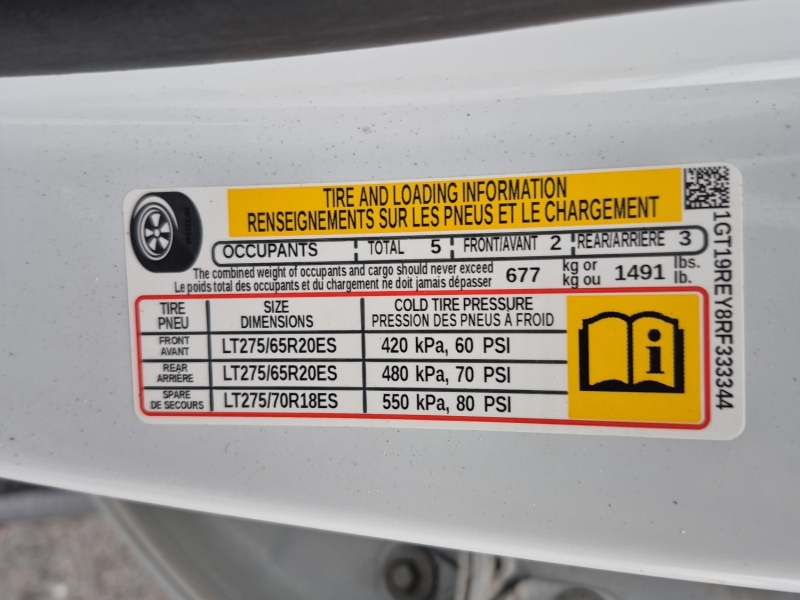 TIRE AND LOADING INFORMATION
RENSEIGNEMENTS SUR LES PNEUS ET LE CHARGEMENT
OCCUPANTS TOTAL 5 FRONT/AVANT 2 REAR/ARRIÈRE 3
The combined weight of occupants and cargo should never exceed 677 kg or 1491 lbs.
Le poids total des occupants et du chargement ne doit jamais dépasser kg ou lb.
TIRE SIZE COLD TIRE PRESSURE
PNEU DIMENSIONS PRESSION DES PNEUS À FROID
FRONT
AVANT LT275/65R20ES 420 kPa, 60 PSI
REAR
ARRIÈRE LT275/65R20ES 480 kPa, 70 PSI
SPARE
DE SECOURS LT275/70R18ES 550 kPa, 80 PSI
1GT19REY8RF333344